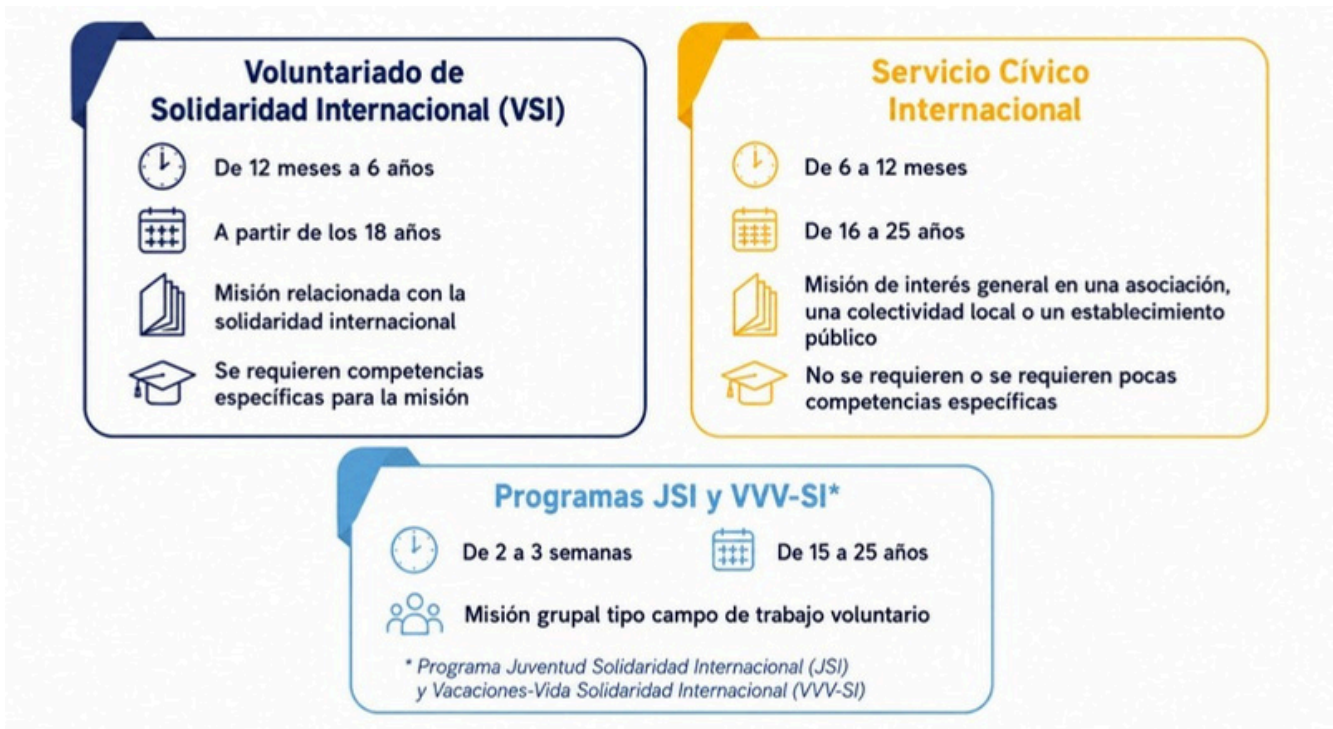 Voluntariado de
Solidaridad Internacional (VSI)
De 12 meses a 6 años
A partir de los 18 años
Misión relacionada con la
solidaridad internacional
Se requieren competencias
específicas para la misión
Servicio Cívico
Internacional
De 6 a 12 meses
De 16 a 25 años
Misión de interés general en una asociación,
una colectividad local o un establecimiento
público
No se requieren o se requieren pocas
competencias específicas
Programas JSI y VVV-SI*
De 2 a 3 semanas
De 15 a 25 años
Misión grupal tipo campo de trabajo voluntario
* Programa Juventud Solidaridad Internacional (JSI)
y Vacaciones-Vida Solidaridad Internacional (VVV-SI)